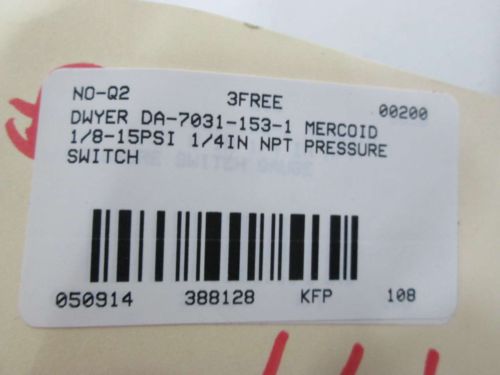 NO-Q2 3FREE 00200
DWYER DA-7031-153-1 MERCOID
1/8-15PSI 1/4IN NPT PRESSURE
SWITCH
050914 388128 KFP 108